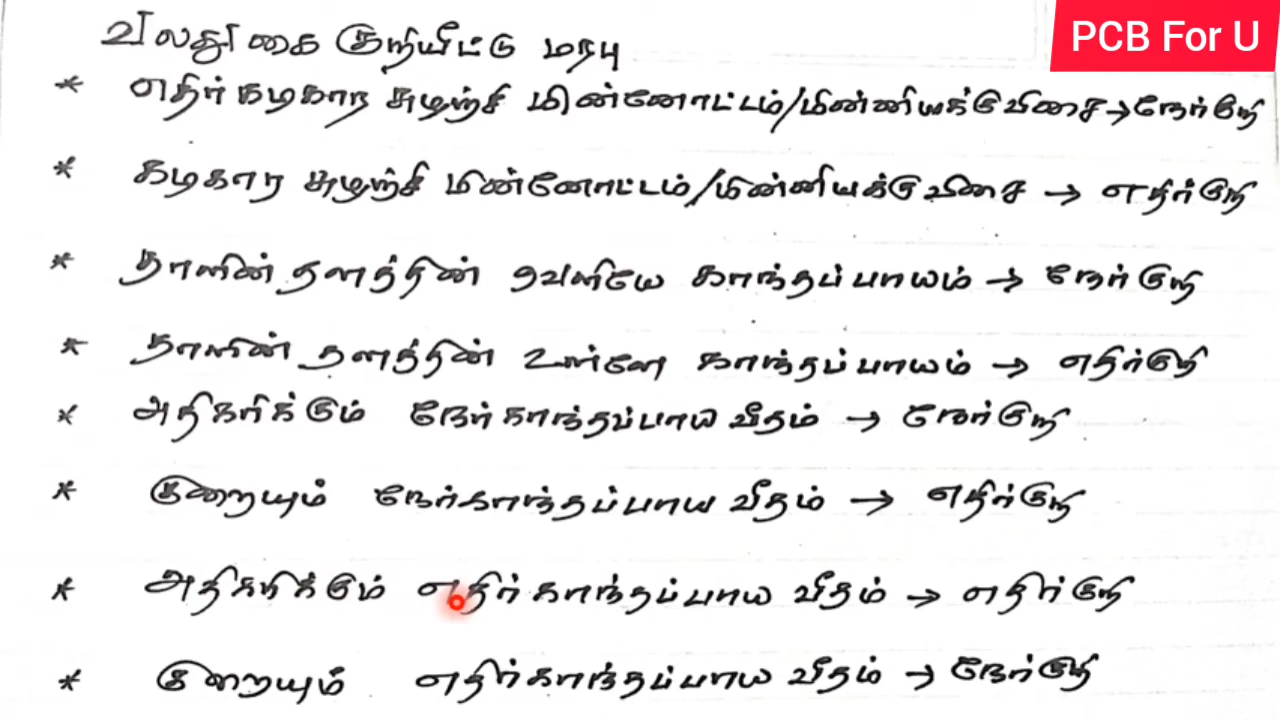 PCB For U
வலதுகை குறியீட்டு மரபு
* எதிர்கடிகார சுழற்சி மின்னோட்டம்/மின்னியக்குவிசை → நேர்குறி
* கடிகார சுழற்சி மின்னோட்டம்/மின்னியக்குவிசை → எதிர்குறி
* தாளின் தளத்தின் வெளியே காந்தப்பாயம் → நேர்குறி
* தாளின் தளத்தின் உள்ளே காந்தப்பாயம் → எதிர்குறி
* அதிகரிக்கும் நேர்காந்தப்பாய வீதம் → நேர்குறி
* குறையும் நேர்காந்தப்பாய வீதம் → எதிர்குறி
* அதிகரிக்கும் எதிர்காந்தப்பாய வீதம் → எதிர்குறி
* குறையும் எதிர்காந்தப்பாய வீதம் → நேர்குறி